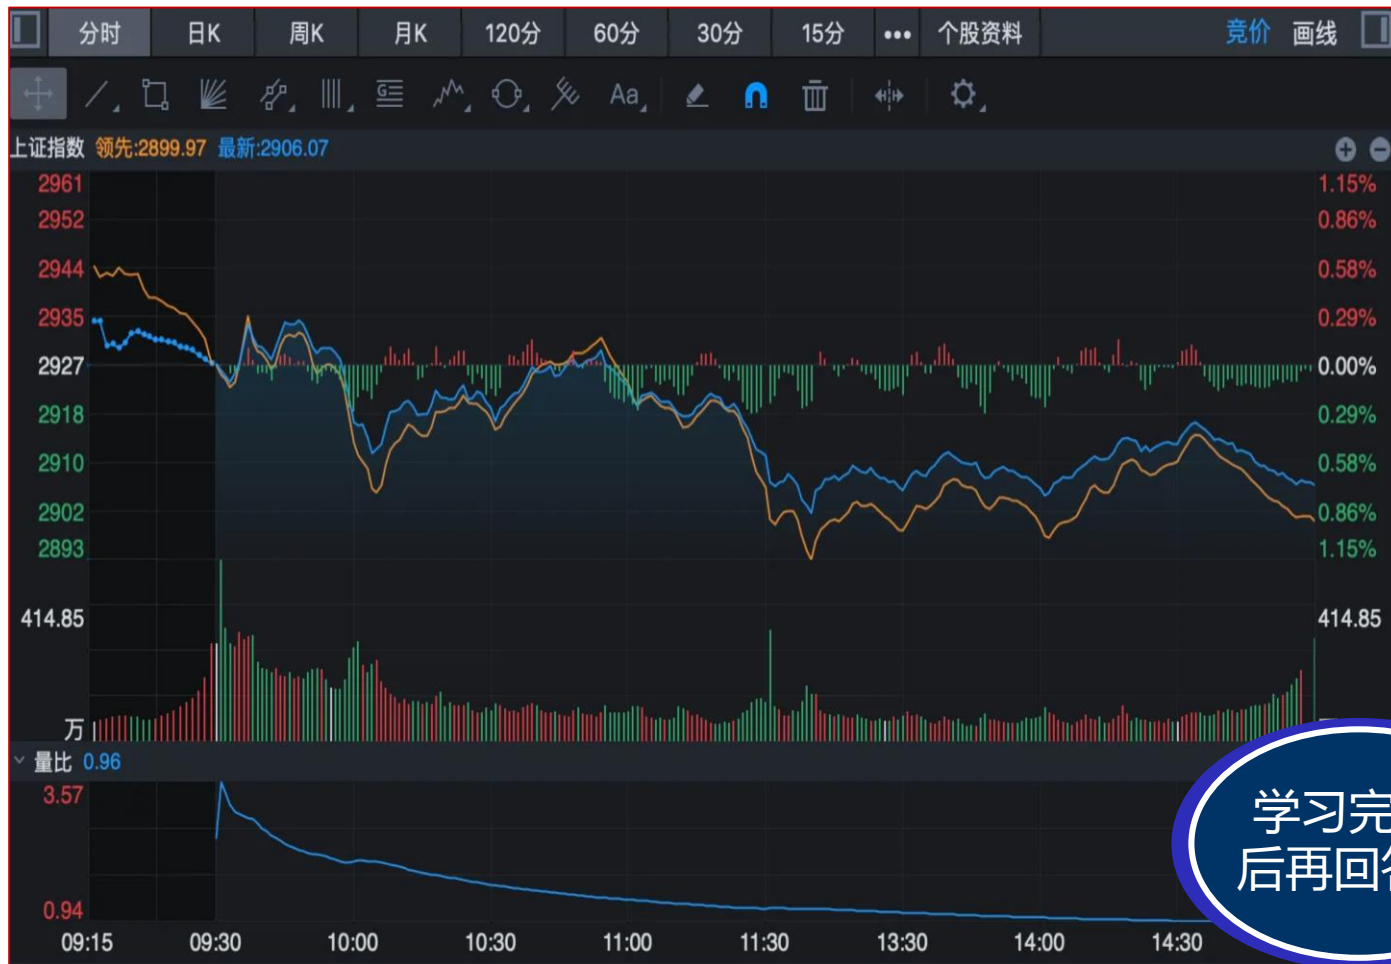 分时 日K 周K 月K 120分 60分 30分 15分 ••• 个股资料 竞价 画线
G Aa
上证指数 领先:2899.97 最新:2906.07
2961 1.15%
2952 0.86%
2944 0.58%
2935 0.29%
2927 0.00%
2918 0.29%
2910 0.58%
2902 0.86%
2893 1.15%
414.85 414.85
万
量比 0.96
3.57
学习完
后再回
0.94
09:15 09:30 10:00 10:30 11:00 11:30 13:30 14:00 14:30